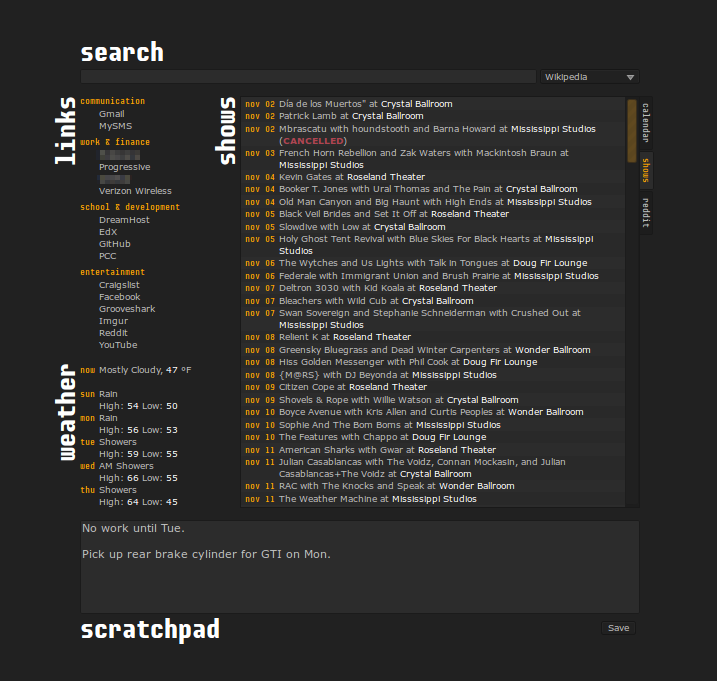 search
Wikipedia
links
communication
Gmail
MySMS
work & finance
Progressive
Verizon Wireless
school & development
DreamHost
EdX
GitHub
PCC
entertainment
Craigslist
Facebook
Grooveshark
Imgur
Reddit
YouTube
weather
now Mostly Cloudy, 47 ºF
sun Rain
High: 54 Low: 50
mon Rain
High: 56 Low: 53
tue Showers
High: 59 Low: 55
wed AM Showers
High: 66 Low: 55
thu Showers
High: 64 Low: 45
shows
nov 02 Día de los Muertos" at Crystal Ballroom
nov 02 Patrick Lamb at Crystal Ballroom
nov 02 Mbrascatu with houndstooth and Barna Howard at Mississippi Studios
(CANCELLED)
nov 03 French Horn Rebellion and Zak Waters with Mackintosh Braun at
Mississippi Studios
nov 04 Kevin Gates at Roseland Theater
nov 04 Booker T. Jones with Ural Thomas and The Pain at Crystal Ballroom
nov 04 Old Man Canyon and Big Haunt with High Ends at Mississippi Studios
nov 05 Black Veil Brides and Set It Off at Roseland Theater
nov 05 Slowdive with Low at Crystal Ballroom
nov 05 Holy Ghost Tent Revival with Blue Skies For Black Hearts at Mississippi
Studios
nov 06 The Wytches and Us Lights with Talk in Tongues at Doug Fir Lounge
nov 06 Federale with Immigrant Union and Brush Prairie at Mississippi Studios
nov 07 Deltron 3030 with Kid Koala at Roseland Theater
nov 07 Bleachers with Wild Cub at Crystal Ballroom
nov 07 Swan Sovereign and Stephanie Schneiderman with Crushed Out at
Mississippi Studios
nov 08 Relient K at Roseland Theater
nov 08 Greensky Bluegrass and Dead Winter Carpenters at Wonder Ballroom
nov 08 Hiss Golden Messenger with Phil Cook at Doug Fir Lounge
nov 08 {M@RS} with DJ Beyonda at Mississippi Studios
nov 09 Citizen Cope at Roseland Theater
nov 09 Shovels & Rope with Willie Watson at Crystal Ballroom
nov 10 Boyce Avenue with Kris Allen and Curtis Peoples at Wonder Ballroom
nov 10 Sophie And The Bom Boms at Mississippi Studios
nov 10 The Features with Chappo at Doug Fir Lounge
nov 11 American Sharks with Gwar at Roseland Theater
nov 11 Julian Casablancas with The Voidz, Connan Mockasin, and Julian
Casablancas+The Voidz at Crystal Ballroom
nov 11 RAC with The Knocks and Speak at Wonder Ballroom
nov 11 The Weather Machine at Mississippi Studios
calendar
shows
reddit
No work until Tue.
Pick up rear brake cylinder for GTI on Mon.
scratchpad
Save